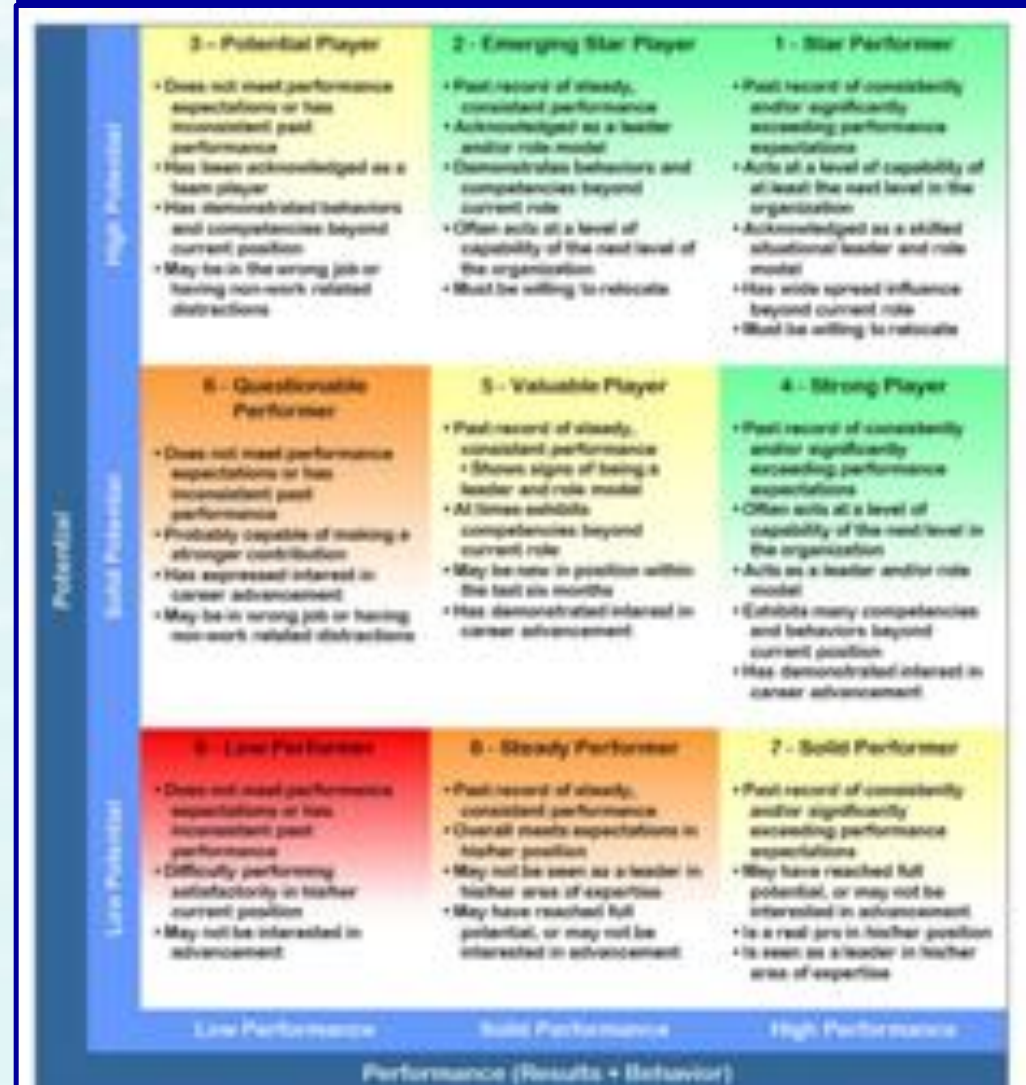 3 - Potential Player
• Does not meet performance
expectations or has
inconsistent past
performance
• Has been acknowledged as a
team player
• Has demonstrated behaviors
and competencies beyond
current position
• May be in the wrong job or
having non-work related
distractions
2 - Emerging Star Player
• Past record of steady,
consistent performance
• Acknowledged as a leader
and/or role model
• Demonstrates behaviors and
competencies beyond
current role
• Often acts at a level of
capability of the next level of
the organization
• Must be willing to relocate
1 - Star Performer
• Past record of consistently
and/or significantly
exceeding performance
expectations
• Acts at a level of capability of
at least the next level in the
organization
• Acknowledged as a skilled
situational leader and role
model
• Has wide spread influence
beyond current role
• Must be willing to relocate
High Potential
6 - Questionable
Performer
• Does not meet performance
expectations or has
inconsistent past
performance
• Probably capable of making a
stronger contribution
• Has expressed interest in
career advancement
• May be in wrong job or having
non-work related distractions
5 - Valuable Player
• Past record of steady,
consistent performance
• Shows signs of being a
leader and role model
• At times exhibits
competencies beyond
current role
• May be new in position within
the last six months
• Has demonstrated interest in
career advancement
4 - Strong Player
• Past record of consistently
and/or significantly
exceeding performance
expectations
• Often acts at a level of
capability of the next level in
the organization
• Acts as a leader and/or role
model
• Exhibits many competencies
and behaviors beyond
current position
• Has demonstrated interest in
career advancement
Solid Potential
Potential
- Low Performer
• Does not meet performance
expectations or has
inconsistent past
performance
• Difficulty performing
satisfactorily in his/her
current position
• May not be interested in
advancement
8 - Steady Performer
• Past record of steady,
consistent performance
• Overall meets expectations in
his/her position
• May not be seen as a leader in
his/her area of expertise
• May have reached full
potential, or may not be
interested in advancement
7 - Solid Performer
• Past record of consistently
and/or significantly
exceeding performance
expectations
• May have reached full
potential, or may not be
interested in advancement
• Is a real pro in his/her position
• Is seen as a leader in his/her
area of expertise
Low Potential
Low Performance
Solid Performance
High Performance
Performance (Results + Behavior)